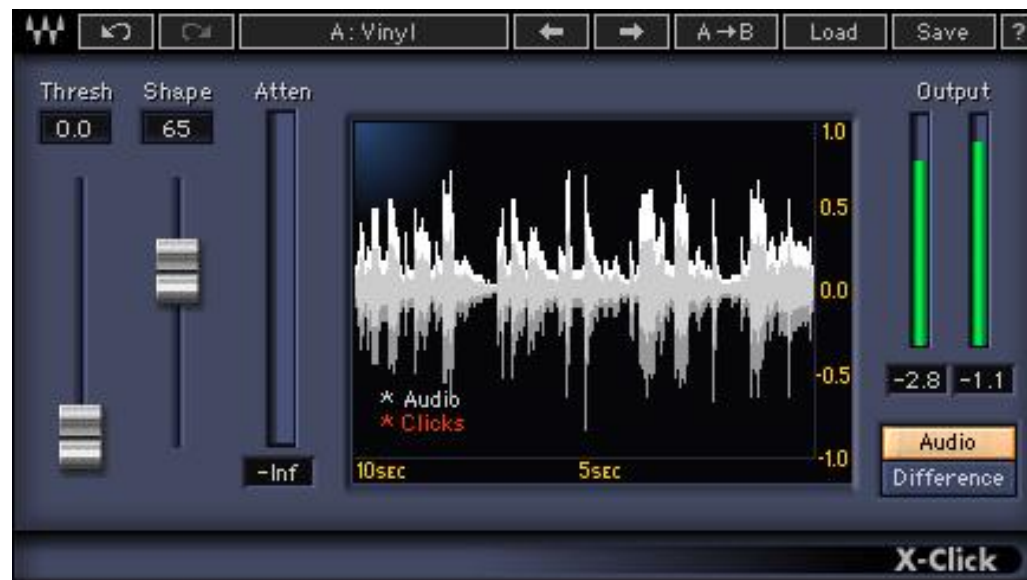 A: Vinyl
A→B
Load
Save
?
Thresh
Shape
Atten
Output
0.0
65
1.0
0.5
0.0
-0.5
-1.0
* Audio
* Clicks
10SEC
5SEC
-Inf
-2.8
-1.1
Audio
Difference
X-Click